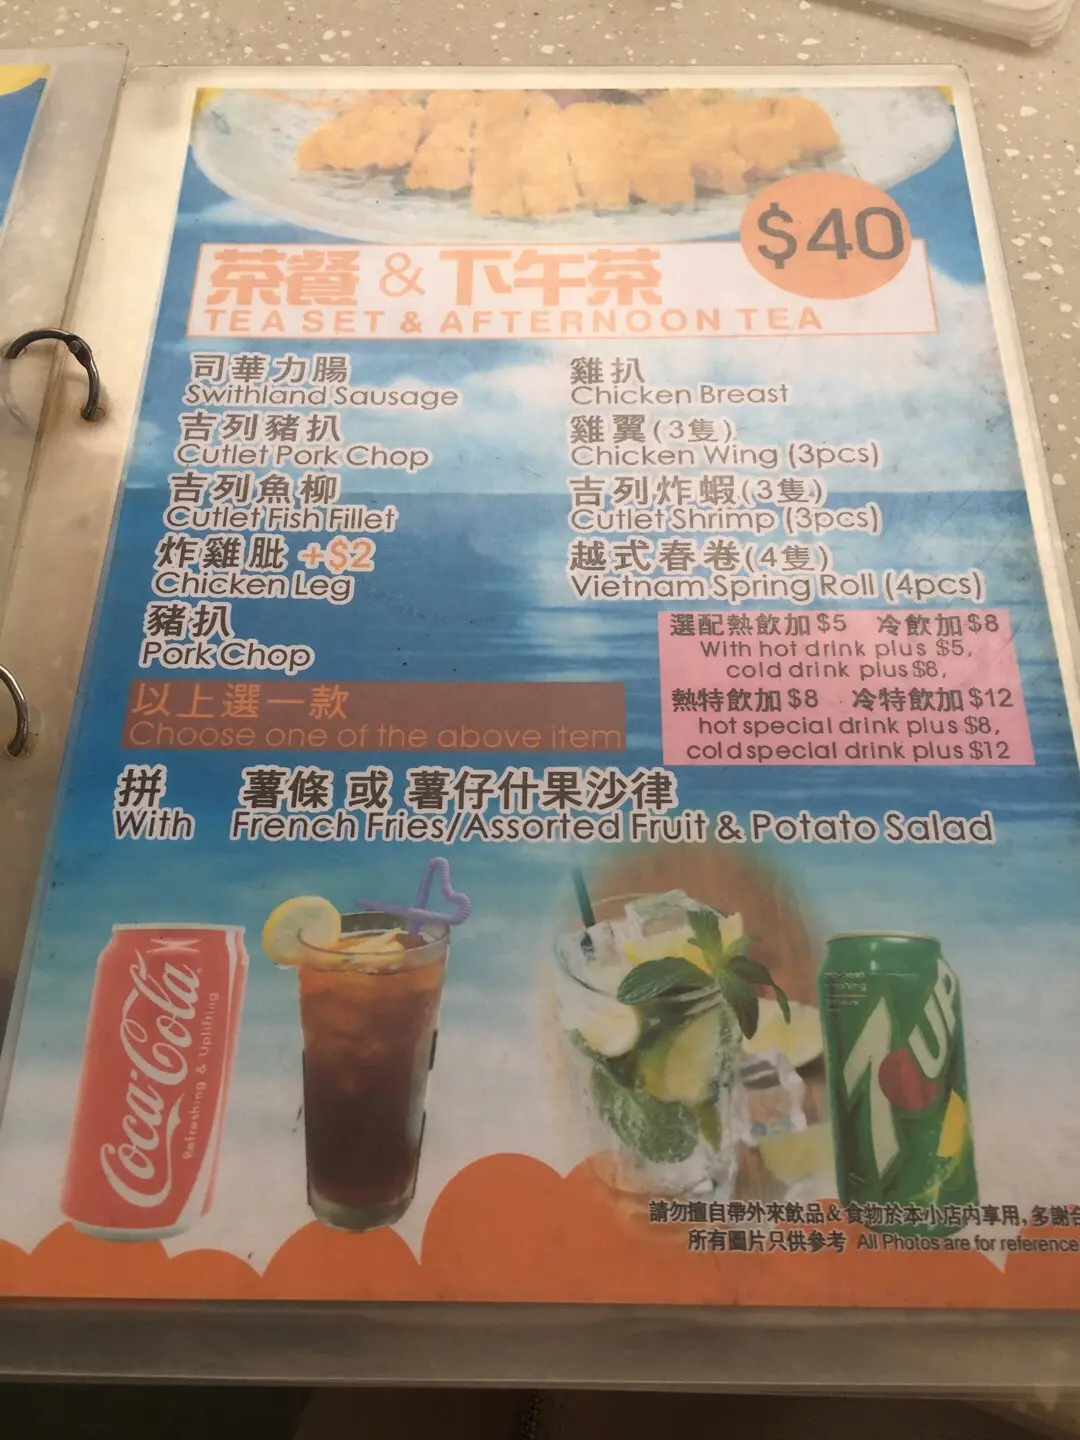 $40
茶餐 & 下午茶
TEA SET & AFTERNOON TEA
司華力腸
Swithland Sausage
吉列豬扒
Cutlet Pork Chop
吉列魚柳
Cutlet Fish Fillet
炸雞肶 +$2
Chicken Leg
豬扒
Pork Chop
雞扒
Chicken Breast
雞翼(3隻)
Chicken Wing (3pcs)
吉列炸蝦(3隻)
Cutlet Shrimp (3pcs)
越式春卷(4隻)
Vietnam Spring Roll (4pcs)
選配熱飲加$5 冷飲加$8
With hot drink plus $5,
cold drink plus $8,
熱特飲加$8 冷特飲加$12
hot special drink plus $8,
cold special drink plus $12
以上選一款
Choose one of the above item
拼 薯條 或 薯仔什果沙律
With French Fries/Assorted Fruit & Potato Salad
Coca-Cola
Refreshing & Uplifting
7UP
請勿擅自帶外來飲品&食物於本小店內享用,多謝合
所有圖片只供參考 All Photos are for reference